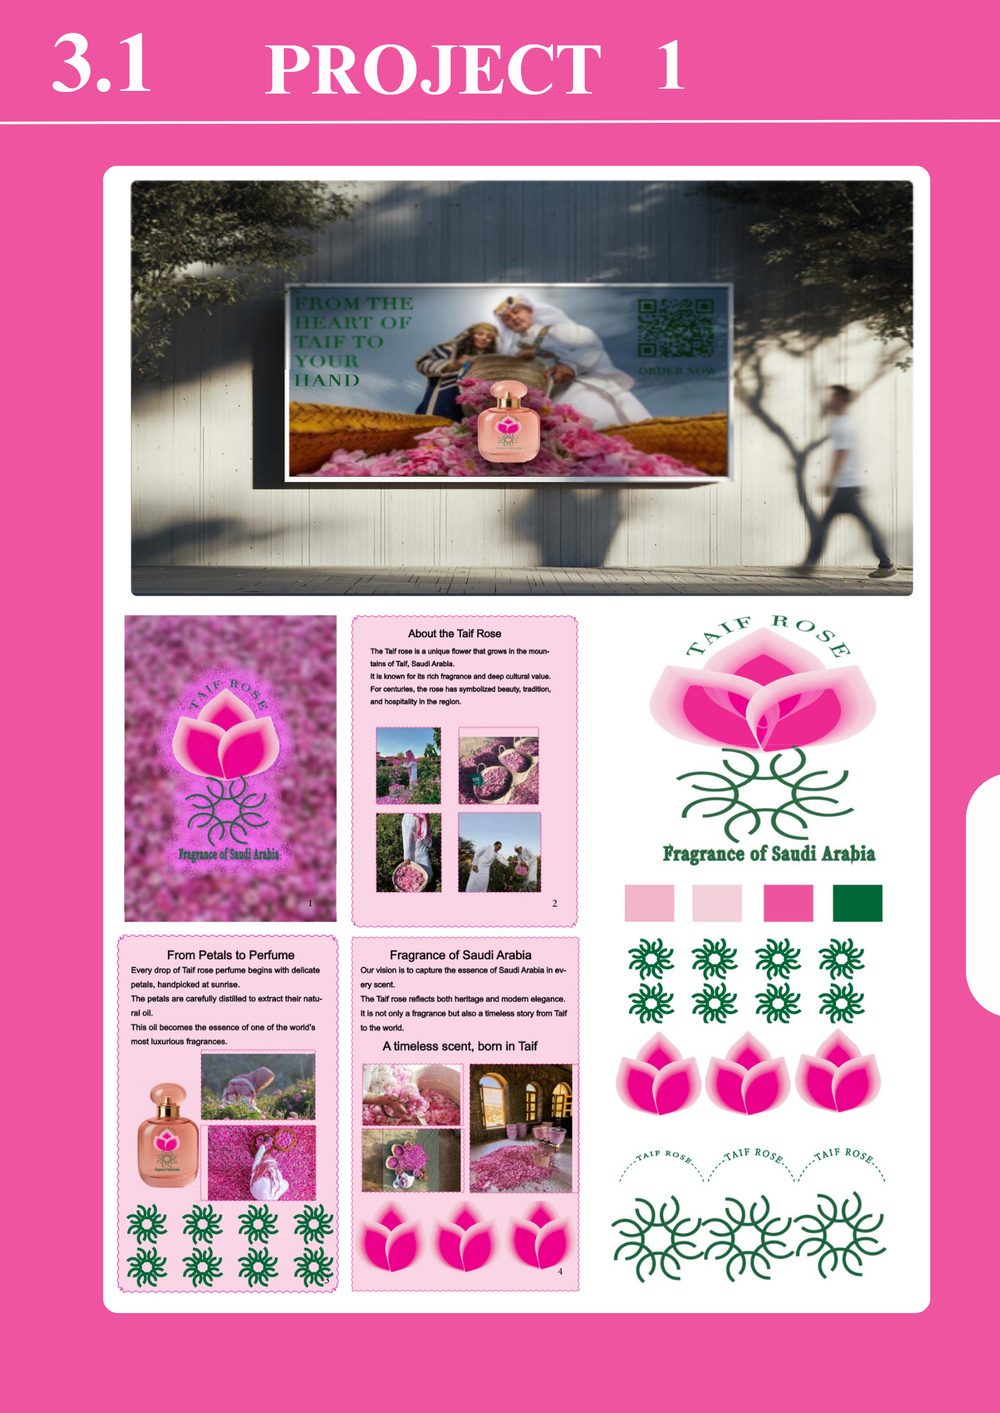 3.1 PROJECT 1
FROM THE
HEART OF
TAIF TO
YOUR
HAND
ORDER NOW
TAIF ROSE
Fragrance of Saudi Arabia
1
About the Taif Rose
The Taif rose is a unique flower that grows in the moun-
tains of Taif, Saudi Arabia.
It is known for its rich fragrance and deep cultural value.
For centuries, the rose has symbolized beauty, tradition,
and hospitality in the region.
2
TAIF ROSE
Fragrance of Saudi Arabia
From Petals to Perfume
Every drop of Taif rose perfume begins with delicate
petals, handpicked at sunrise.
The petals are carefully distilled to extract their natu-
ral oil.
This oil becomes the essence of one of the world's
most luxurious fragrances.
Fragrance of Saudi Arabia
3
Fragrance of Saudi Arabia
Our vision is to capture the essence of Saudi Arabia in ev-
ery scent.
The Taif rose reflects both heritage and modern elegance.
It is not only a fragrance but also a timeless story from Taif
to the world.
A timeless scent, born in Taif
4
TAIF ROSE TAIF ROSE TAIF ROSE